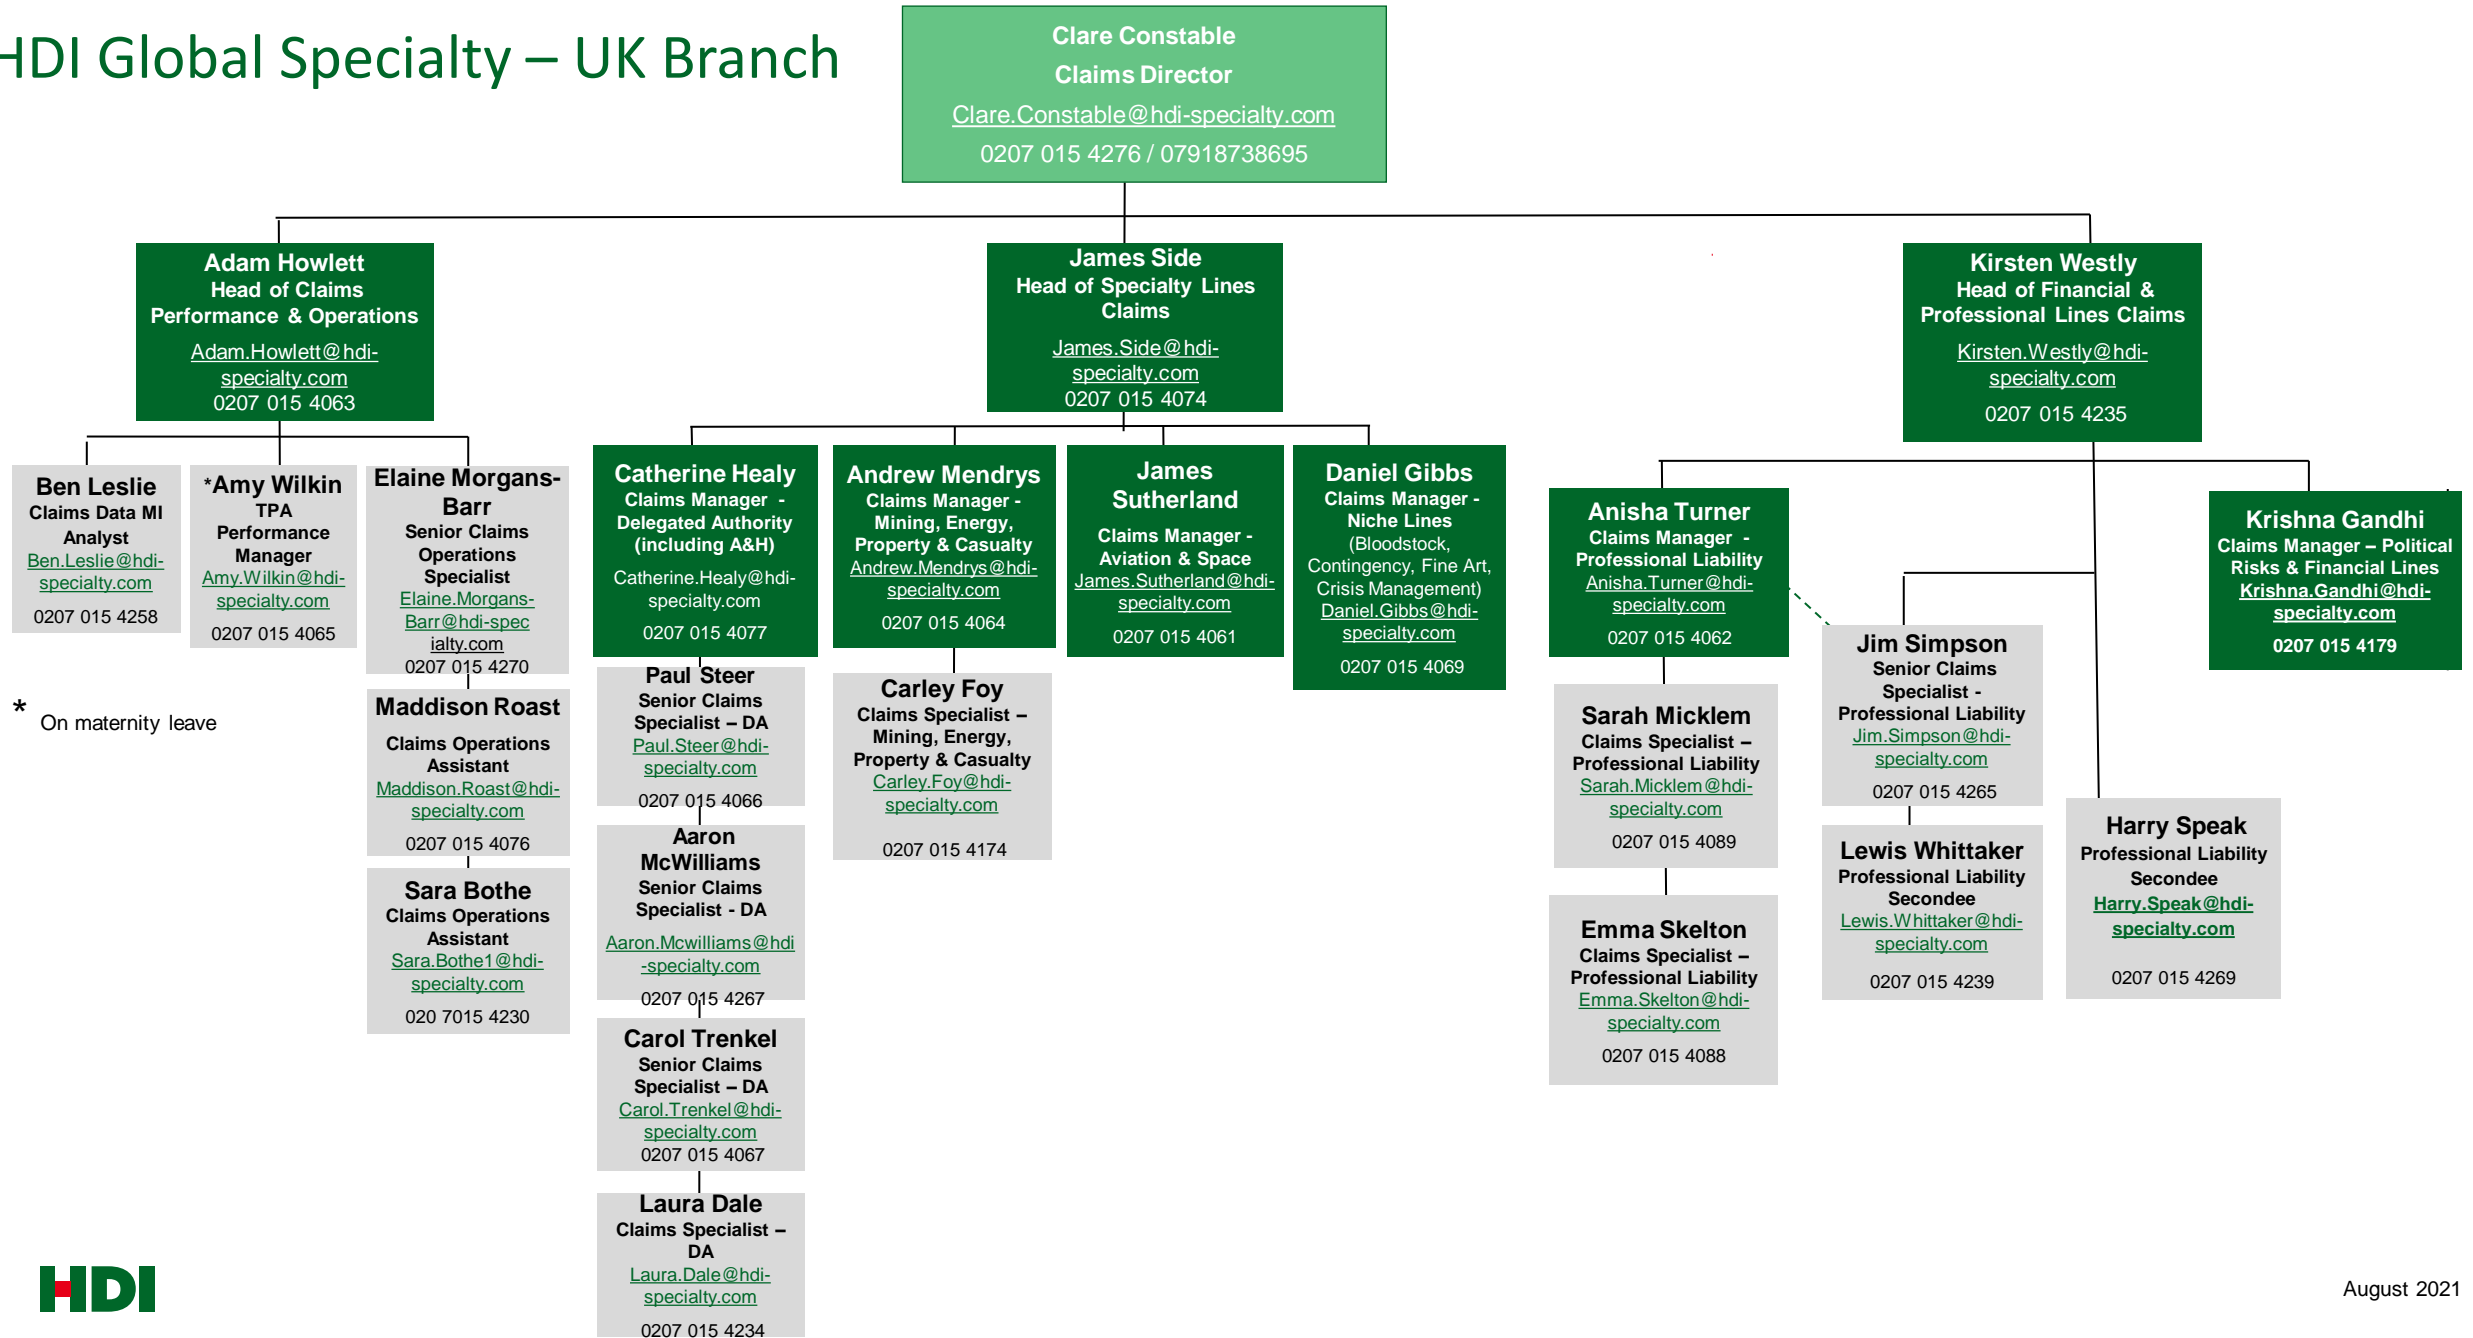 HDI Global Specialty – UK Branch
Clare Constable
Claims Director
Clare.Constable@hdi-specialty.com
0207 015 4276 / 07918738695
Adam Howlett
Head of Claims
Performance & Operations
Adam.Howlett@hdi-
specialty.com
0207 015 4063
James Side
Head of Specialty Lines
Claims
James.Side@hdi-
specialty.com
0207 015 4074
Kirsten Westly
Head of Financial &
Professional Lines Claims
Kirsten.Westly@hdi-
specialty.com
0207 015 4235
Ben Leslie
Claims Data MI
Analyst
Ben.Leslie@hdi-
specialty.com
0207 015 4258
*Amy Wilkin
TPA
Performance
Manager
Amy.Wilkin@hdi-
specialty.com
0207 015 4065
Elaine Morgans-
Barr
Senior Claims
Operations
Specialist
Elaine.Morgans-
Barr@hdi-spec
ialty.com
0207 015 4270
Maddison Roast
Claims Operations
Assistant
Maddison.Roast@hdi-
specialty.com
0207 015 4076
Sara Bothe
Claims Operations
Assistant
Sara.Bothe1@hdi-
specialty.com
020 7015 4230
* On maternity leave
Catherine Healy
Claims Manager -
Delegated Authority
(including A&H)
Catherine.Healy@hdi-
specialty.com
0207 015 4077
Paul Steer
Senior Claims
Specialist – DA
Paul.Steer@hdi-
specialty.com
0207 015 4066
Aaron
McWilliams
Senior Claims
Specialist - DA
Aaron.Mcwilliams@hdi
-specialty.com
0207 015 4267
Carol Trenkel
Senior Claims
Specialist – DA
Carol.Trenkel@hdi-
specialty.com
0207 015 4067
Laura Dale
Claims Specialist –
DA
Laura.Dale@hdi-
specialty.com
0207 015 4234
Andrew Mendrys
Claims Manager -
Mining, Energy,
Property & Casualty
Andrew.Mendrys@hdi-
specialty.com
0207 015 4064
Carley Foy
Claims Specialist –
Mining, Energy,
Property & Casualty
Carley.Foy@hdi-
specialty.com
0207 015 4174
James
Sutherland
Claims Manager -
Aviation & Space
James.Sutherland@hdi-
specialty.com
0207 015 4061
Daniel Gibbs
Claims Manager -
Niche Lines
(Bloodstock,
Contingency, Fine Art,
Crisis Management)
Daniel.Gibbs@hdi-
specialty.com
0207 015 4069
Anisha Turner
Claims Manager -
Professional Liability
Anisha.Turner@hdi-
specialty.com
0207 015 4062
Sarah Micklem
Claims Specialist –
Professional Liability
Sarah.Micklem@hdi-
specialty.com
0207 015 4089
Emma Skelton
Claims Specialist –
Professional Liability
Emma.Skelton@hdi-
specialty.com
0207 015 4088
Jim Simpson
Senior Claims
Specialist -
Professional Liability
Jim.Simpson@hdi-
specialty.com
0207 015 4265
Lewis Whittaker
Professional Liability
Secondee
Lewis.Whittaker@hdi-
specialty.com
0207 015 4239
Harry Speak
Professional Liability
Secondee
Harry.Speak@hdi-
specialty.com
0207 015 4269
Krishna Gandhi
Claims Manager – Political
Risks & Financial Lines
Krishna.Gandhi@hdi-
specialty.com
0207 015 4179
HDI
August 2021